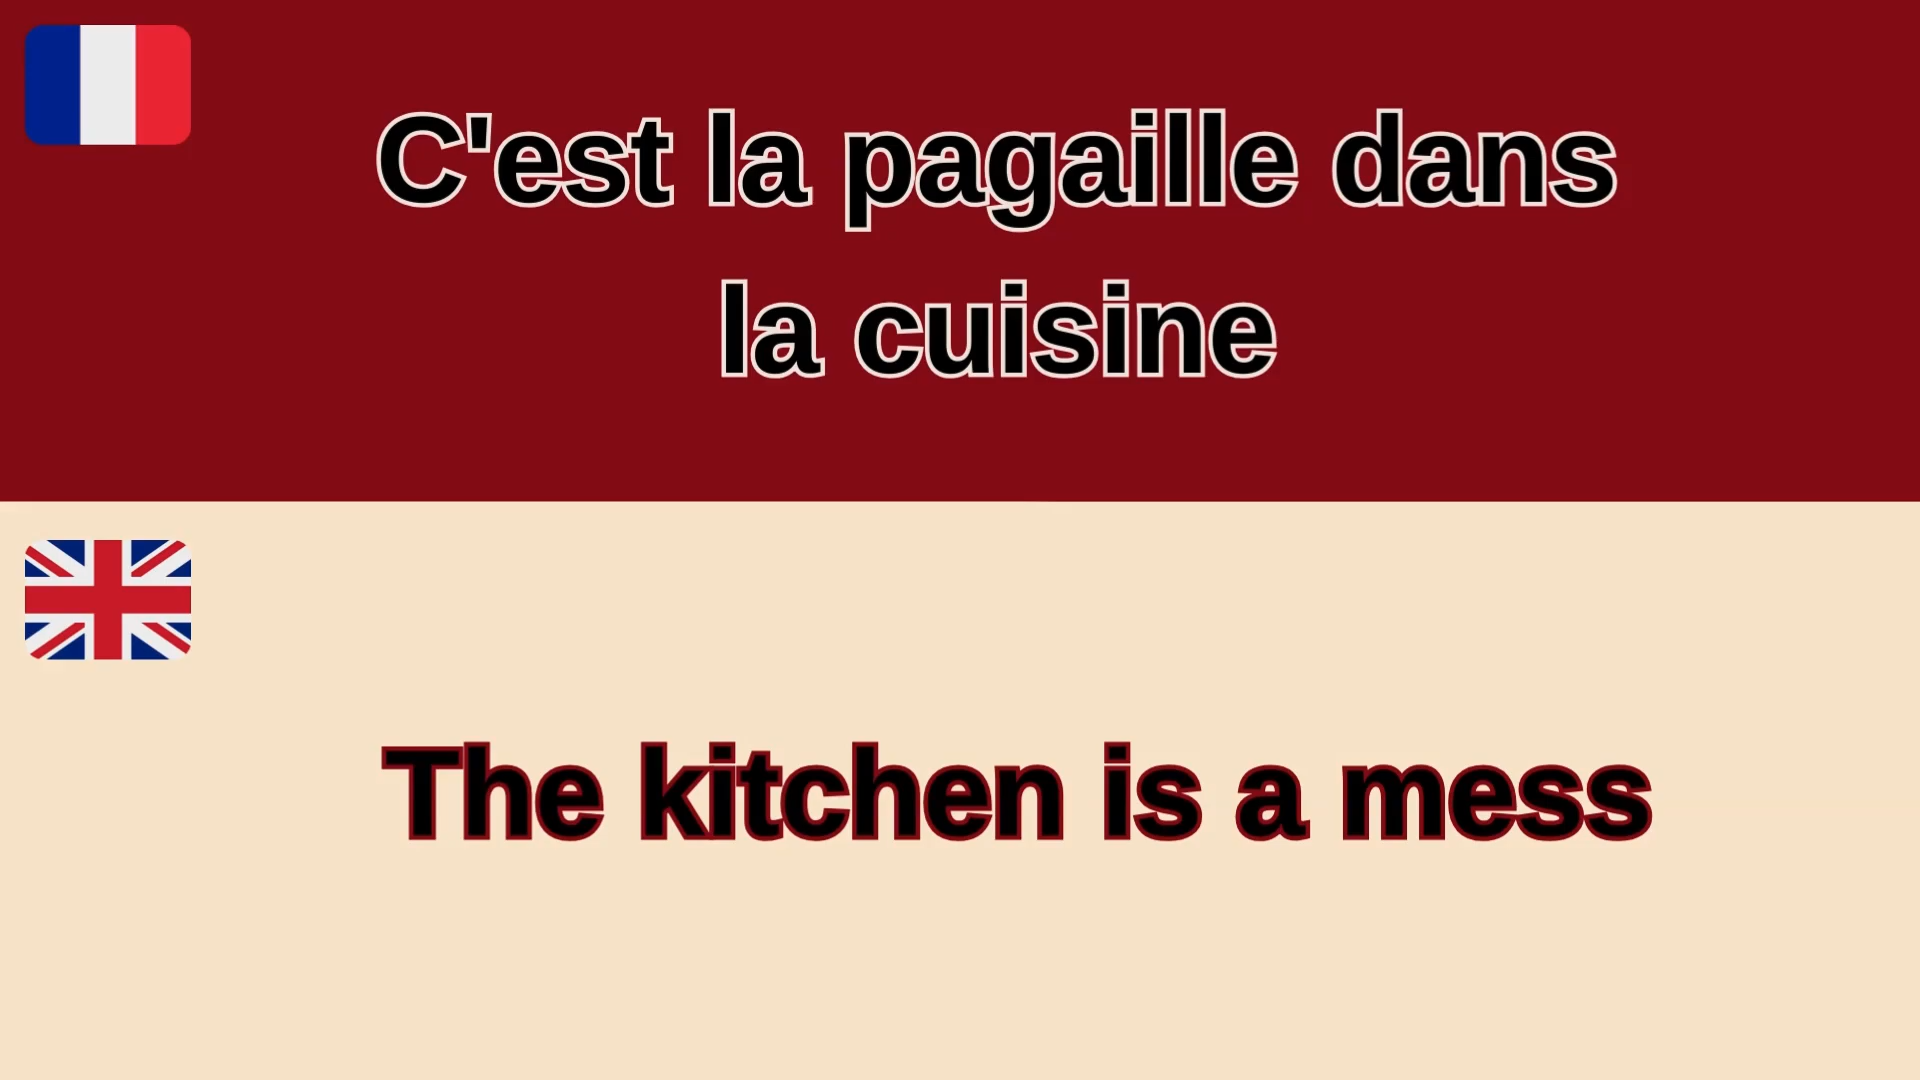 C'est la pagaille dans
la cuisine
The kitchen is a mess